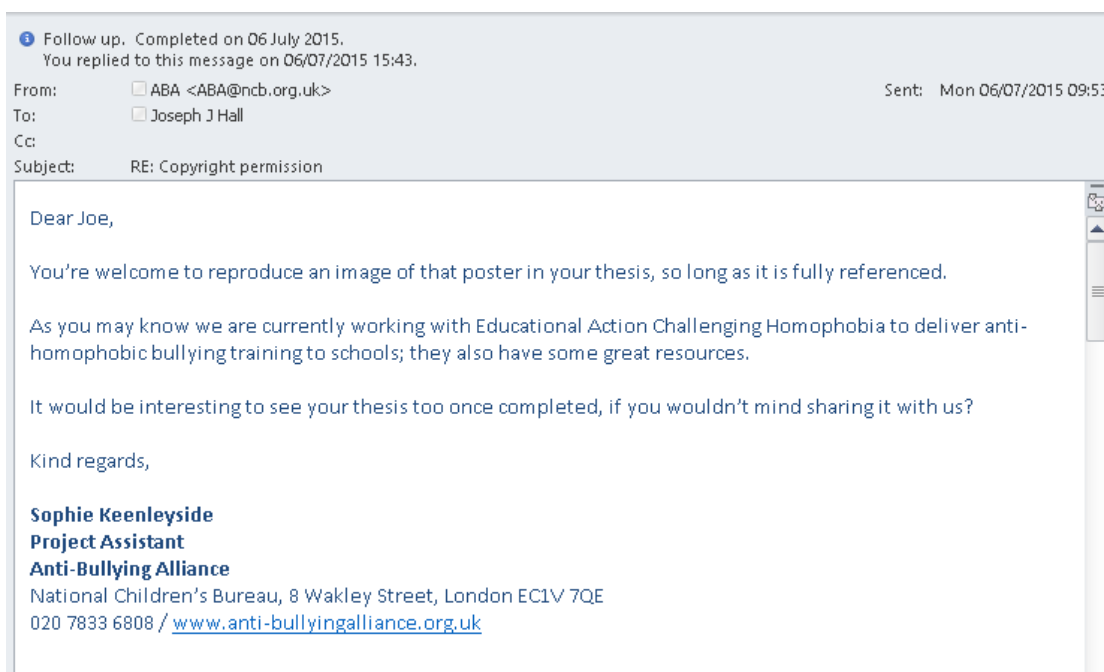 Follow up.  Completed on 06 July 2015.
You replied to this message on 06/07/2015 15:43.
From: ABA <ABA@ncb.org.uk> Sent: Mon 06/07/2015 09:53
To: Joseph J Hall
Cc:
Subject: RE: Copyright permission
Dear Joe,
You're welcome to reproduce an image of that poster in your thesis, so long as it is fully referenced.
As you may know we are currently working with Educational Action Challenging Homophobia to deliver anti-
homophobic bullying training to schools; they also have some great resources.
It would be interesting to see your thesis too once completed, if you wouldn't mind sharing it with us?
Kind regards,
Sophie Keenleyside
Project Assistant
Anti-Bullying Alliance
National Children's Bureau, 8 Wakley Street, London EC1V 7QE
020 7833 6808 / www.anti-bullyingalliance.org.uk